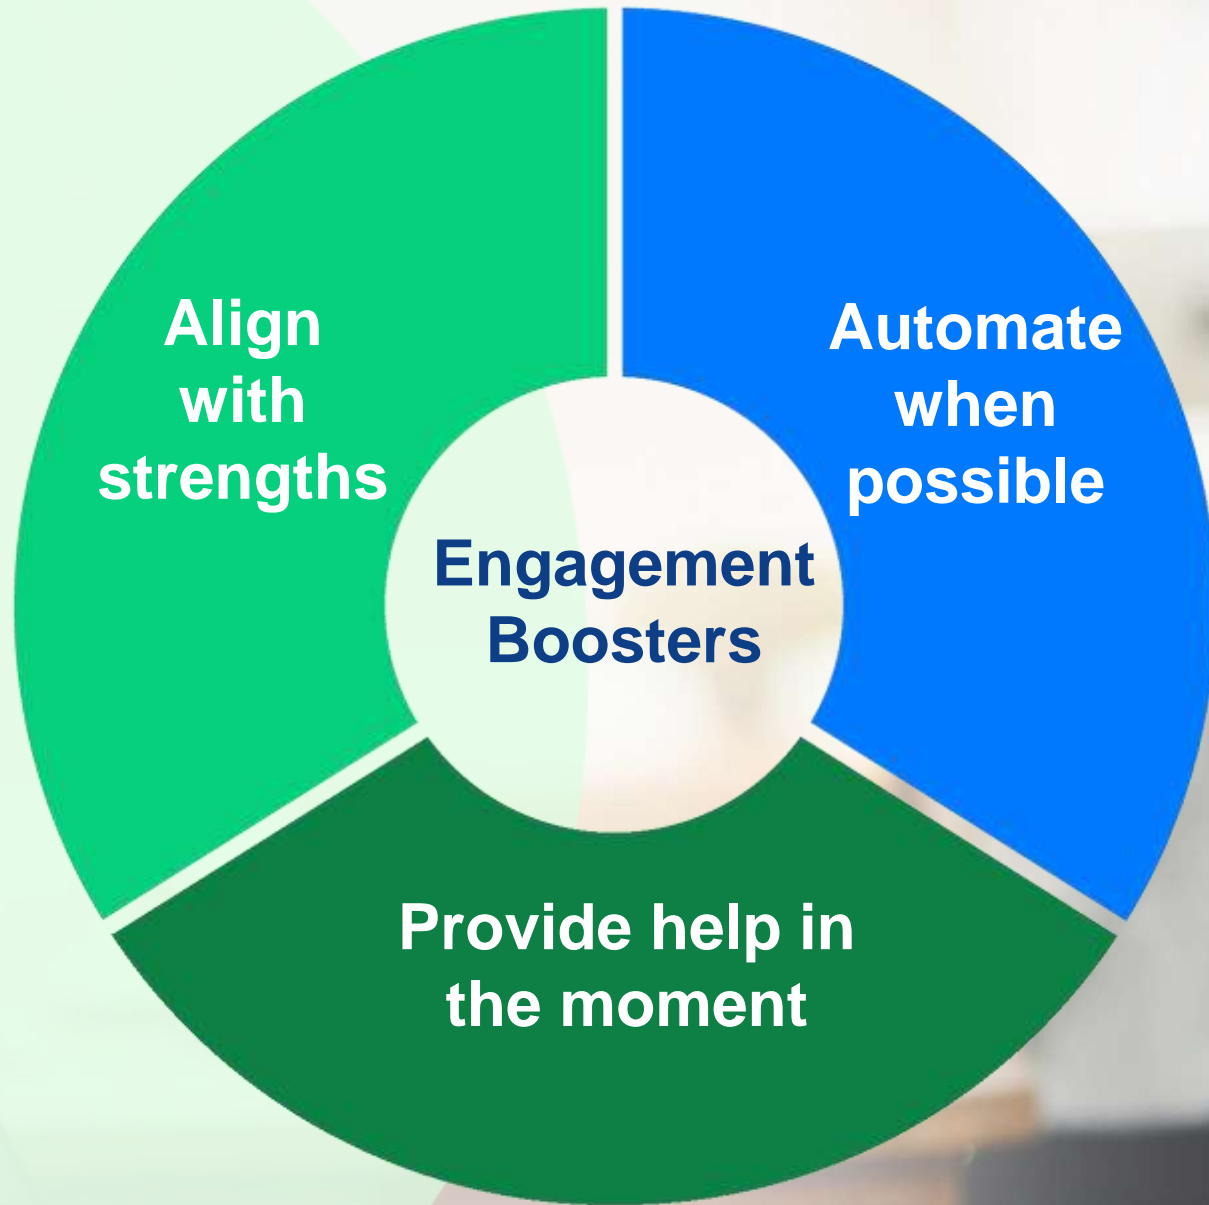 Align
with
strengths
Automate
when
possible
Engagement
Boosters
Provide help in
the moment